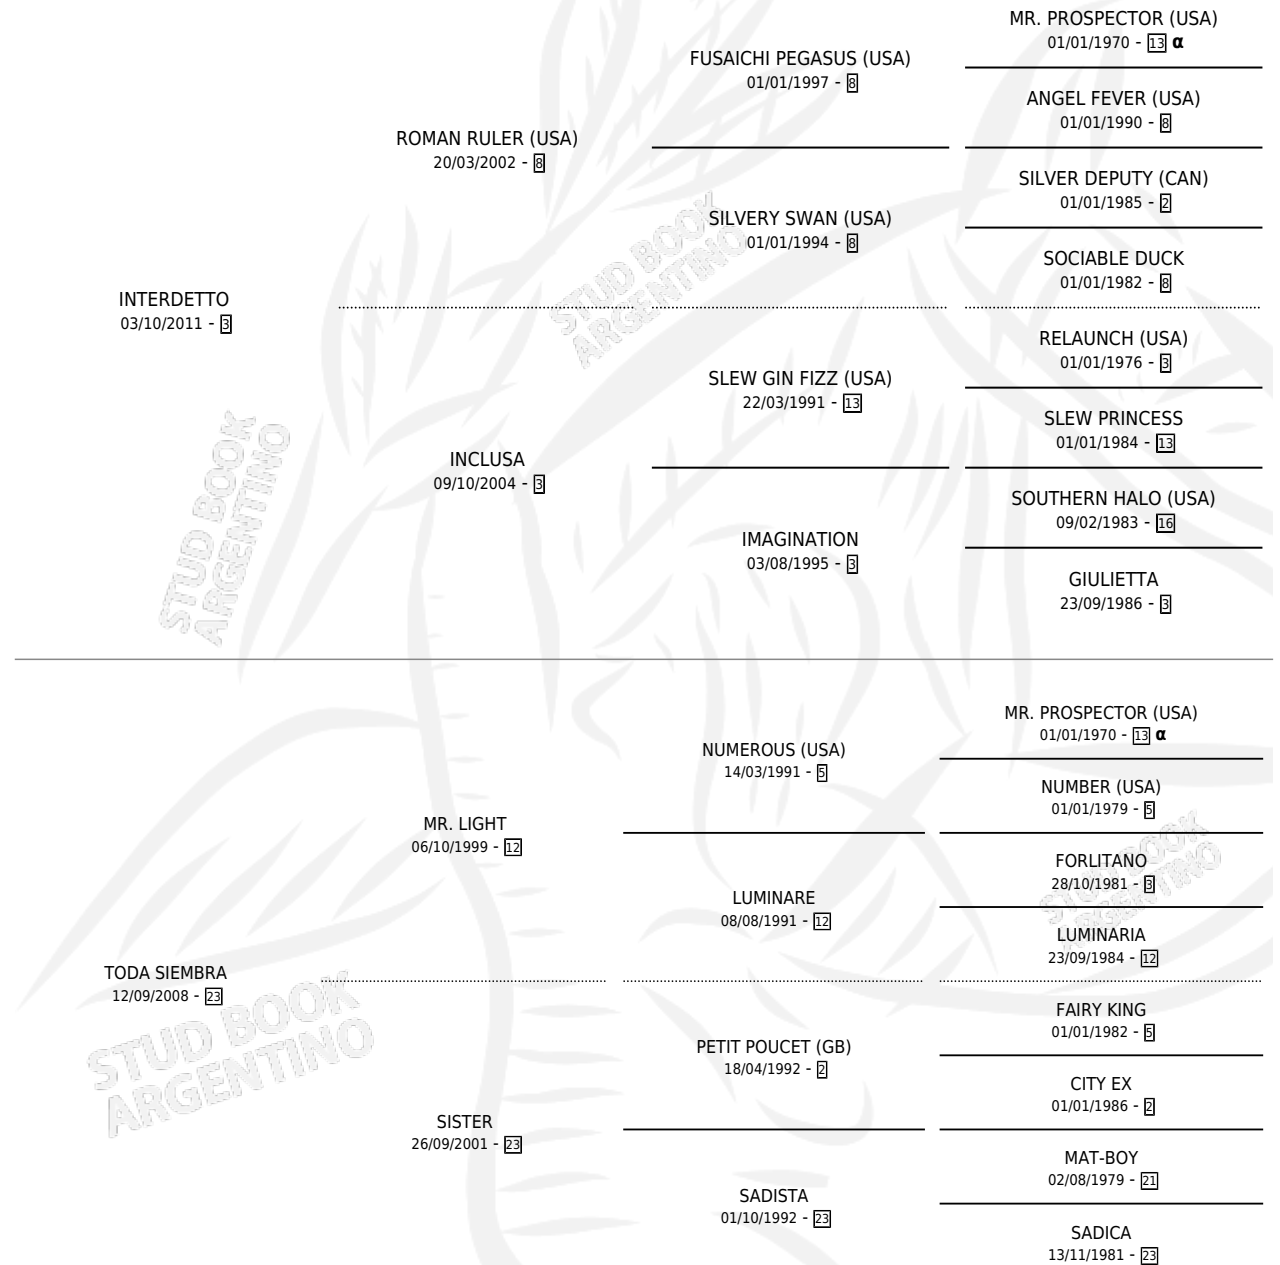 MR. PROSPECTOR (USA)
01/01/1970 - 13 α
FUSAICHI PEGASUS (USA)
01/01/1997 - 8
ANGEL FEVER (USA)
01/01/1990 - 8
ROMAN RULER (USA)
20/03/2002 - 8
SILVER DEPUTY (CAN)
01/01/1985 - 2
SILVERY SWAN (USA)
01/01/1994 - 8
SOCIABLE DUCK
01/01/1982 - 8
STUD BOOK
ARGENTINO
INTERDETTO
03/10/2011 - 3
RELAUNCH (USA)
01/01/1976 - 3
SLEW GIN FIZZ (USA)
22/03/1991 - 13
SLEW PRINCESS
01/01/1984 - 13
INCLUSA
09/10/2004 - 3
SOUTHERN HALO (USA)
09/02/1983 - 16
IMAGINATION
03/08/1995 - 3
GIULIETTA
23/09/1986 - 3
STUD BOOK
ARGENTINO
MR. PROSPECTOR (USA)
01/01/1970 - 13 α
NUMEROUS (USA)
14/03/1991 - 5
NUMBER (USA)
01/01/1979 - 5
MR. LIGHT
06/10/1999 - 12
FORLITANO
28/10/1981 - 3
LUMINARE
08/08/1991 - 12
LUMINARIA
23/09/1984 - 12
STUD BOOK
ARGENTINO
TODA SIEMBRA
12/09/2008 - 23
FAIRY KING
01/01/1982 - 5
PETIT POUCET (GB)
18/04/1992 - 2
CITY EX
01/01/1986 - 2
SISTER
26/09/2001 - 23
MAT-BOY
02/08/1979 - 21
SADISTA
01/10/1992 - 23
SADICA
13/11/1981 - 23
STUD BOOK
ARGENTINO